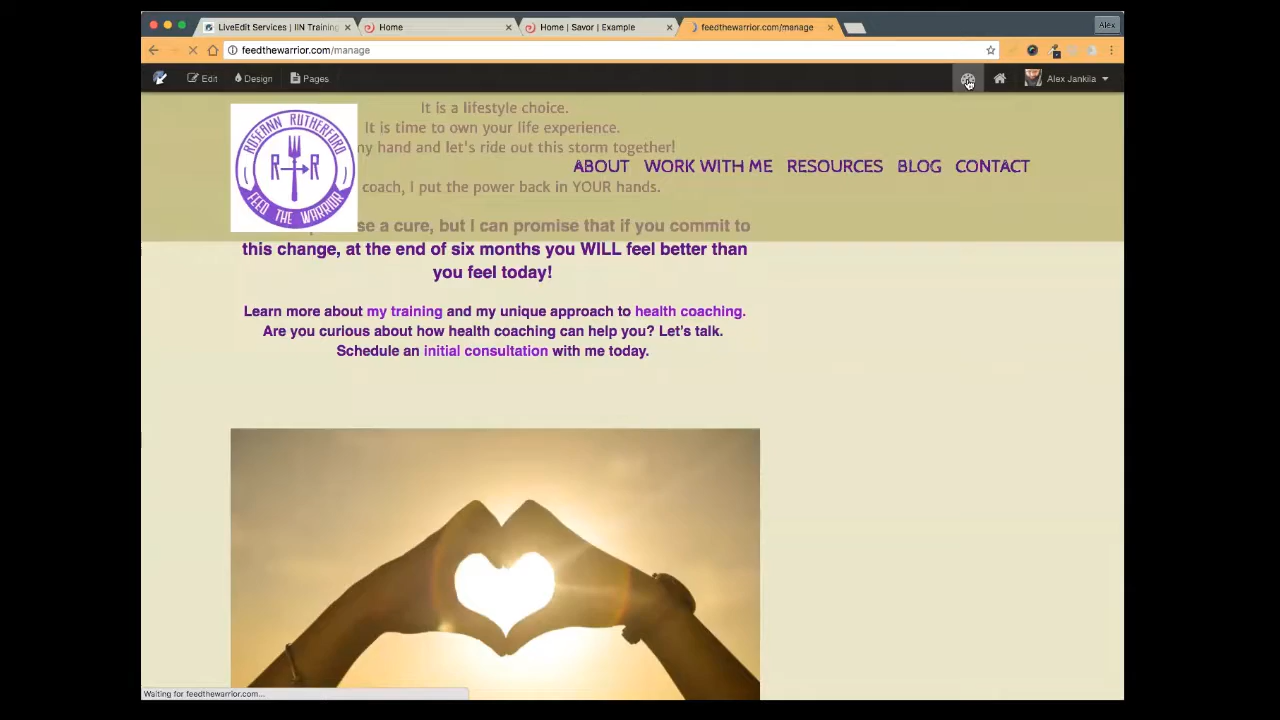 LiveEdit Services | IIN Training
Home
Home | Savor | Example
feedthewarrior.com/manage
Alex
feedthewarrior.com/manage
Edit
Design
Pages
Alex Jankila
It is a lifestyle choice.
It is time to own your life experience.
my hand and let's ride out this storm together!
ROSEANN RUTHERFORD
R R
FEED THE WARRIOR
ABOUT WORK WITH ME RESOURCES BLOG CONTACT
coach, I put the power back in YOUR hands.
se a cure, but I can promise that if you commit to
this change, at the end of six months you WILL feel better than
you feel today!
Learn more about my training and my unique approach to health coaching.
Are you curious about how health coaching can help you? Let's talk.
Schedule an initial consultation with me today.
Waiting for feedthewarrior.com...